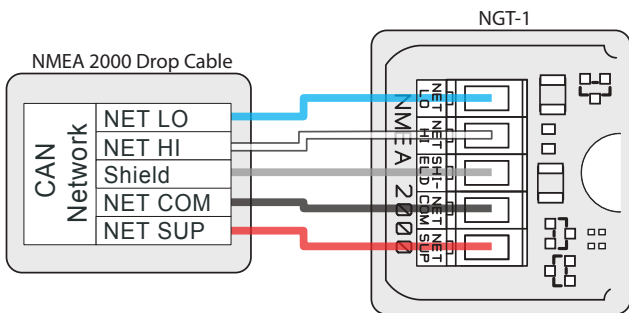 NGT-1
NMEA 2000 Drop Cable
CAN
Network
NET LO
NET HI
Shield
NET COM
NET SUP
NMEA 2000
NET
LO
NET
HI
SHI-
ELD
NET
COM
NET
SUP